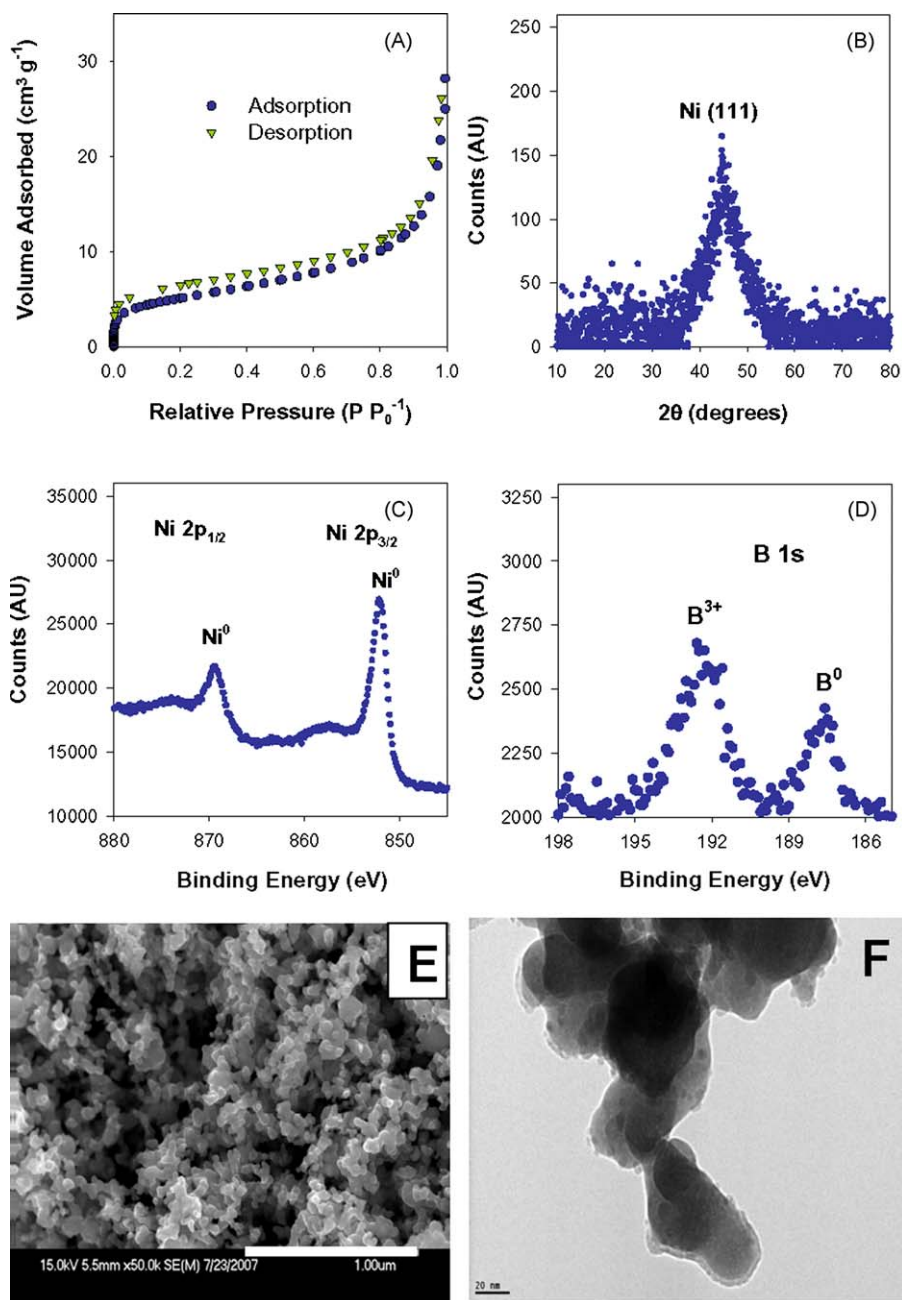 (A)
Volume Adsorbed (cm³ g⁻¹)
30
20
10
0
Adsorption
Desorption
0.0 0.2 0.4 0.6 0.8 1.0
Relative Pressure (P P₀⁻¹)
(B)
Counts (AU)
250
200
150
100
50
0
Ni (111)
10 20 30 40 50 60 70 80
2θ (degrees)
(C)
Counts (AU)
35000
30000
25000
20000
15000
10000
Ni 2p₁/₂
Ni 2p₃/₂
Ni⁰
Ni⁰
880 870 860 850
Binding Energy (eV)
(D)
Counts (AU)
3250
3000
2750
2500
2250
2000
B 1s
B³⁺
B⁰
198 195 192 189 186
Binding Energy (eV)
E
15.0kV 5.5mm x50.0k SE(M) 7/23/2007 1.00um
F
20 nm